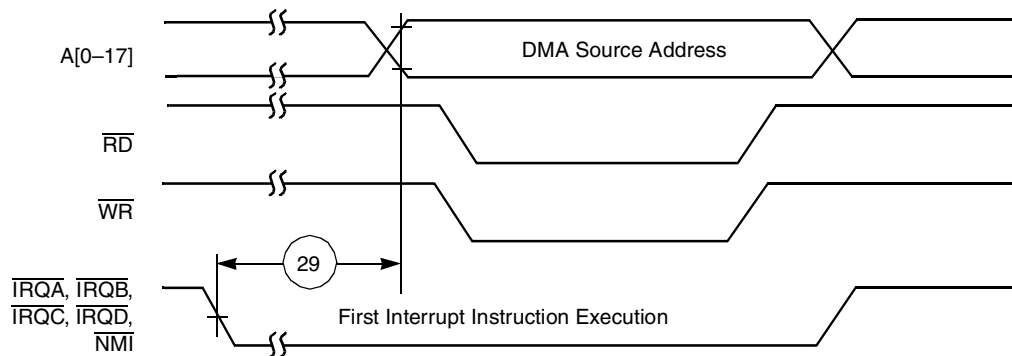 A[0–17]
DMA Source Address
RD
WR
29
IRQA, IRQB,
IRQC, IRQD,
NMI
First Interrupt Instruction Execution